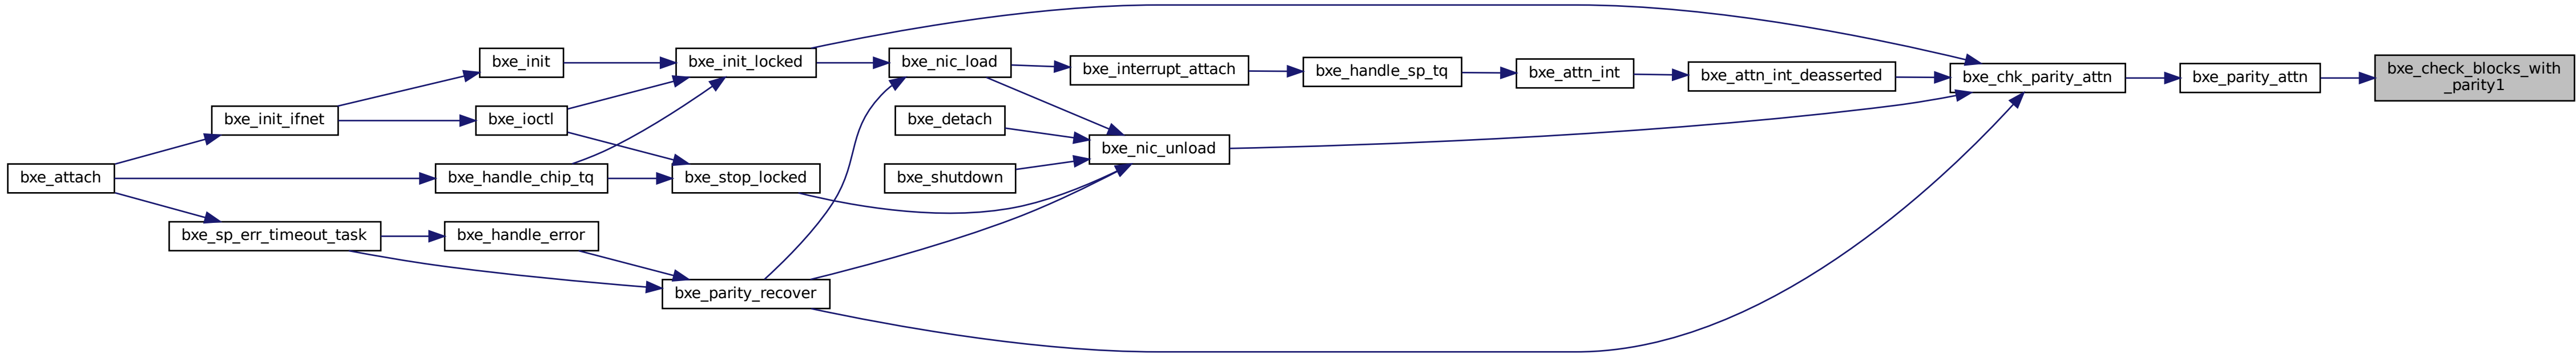 bxe_attach
bxe_init_ifnet
bxe_sp_err_timeout_task
bxe_init
bxe_ioctl
bxe_handle_chip_tq
bxe_handle_error
bxe_init_locked
bxe_stop_locked
bxe_parity_recover
bxe_nic_load
bxe_detach
bxe_shutdown
bxe_interrupt_attach
bxe_nic_unload
bxe_handle_sp_tq
bxe_attn_int
bxe_attn_int_deasserted
bxe_chk_parity_attn
bxe_parity_attn
bxe_check_blocks_with
_parity1